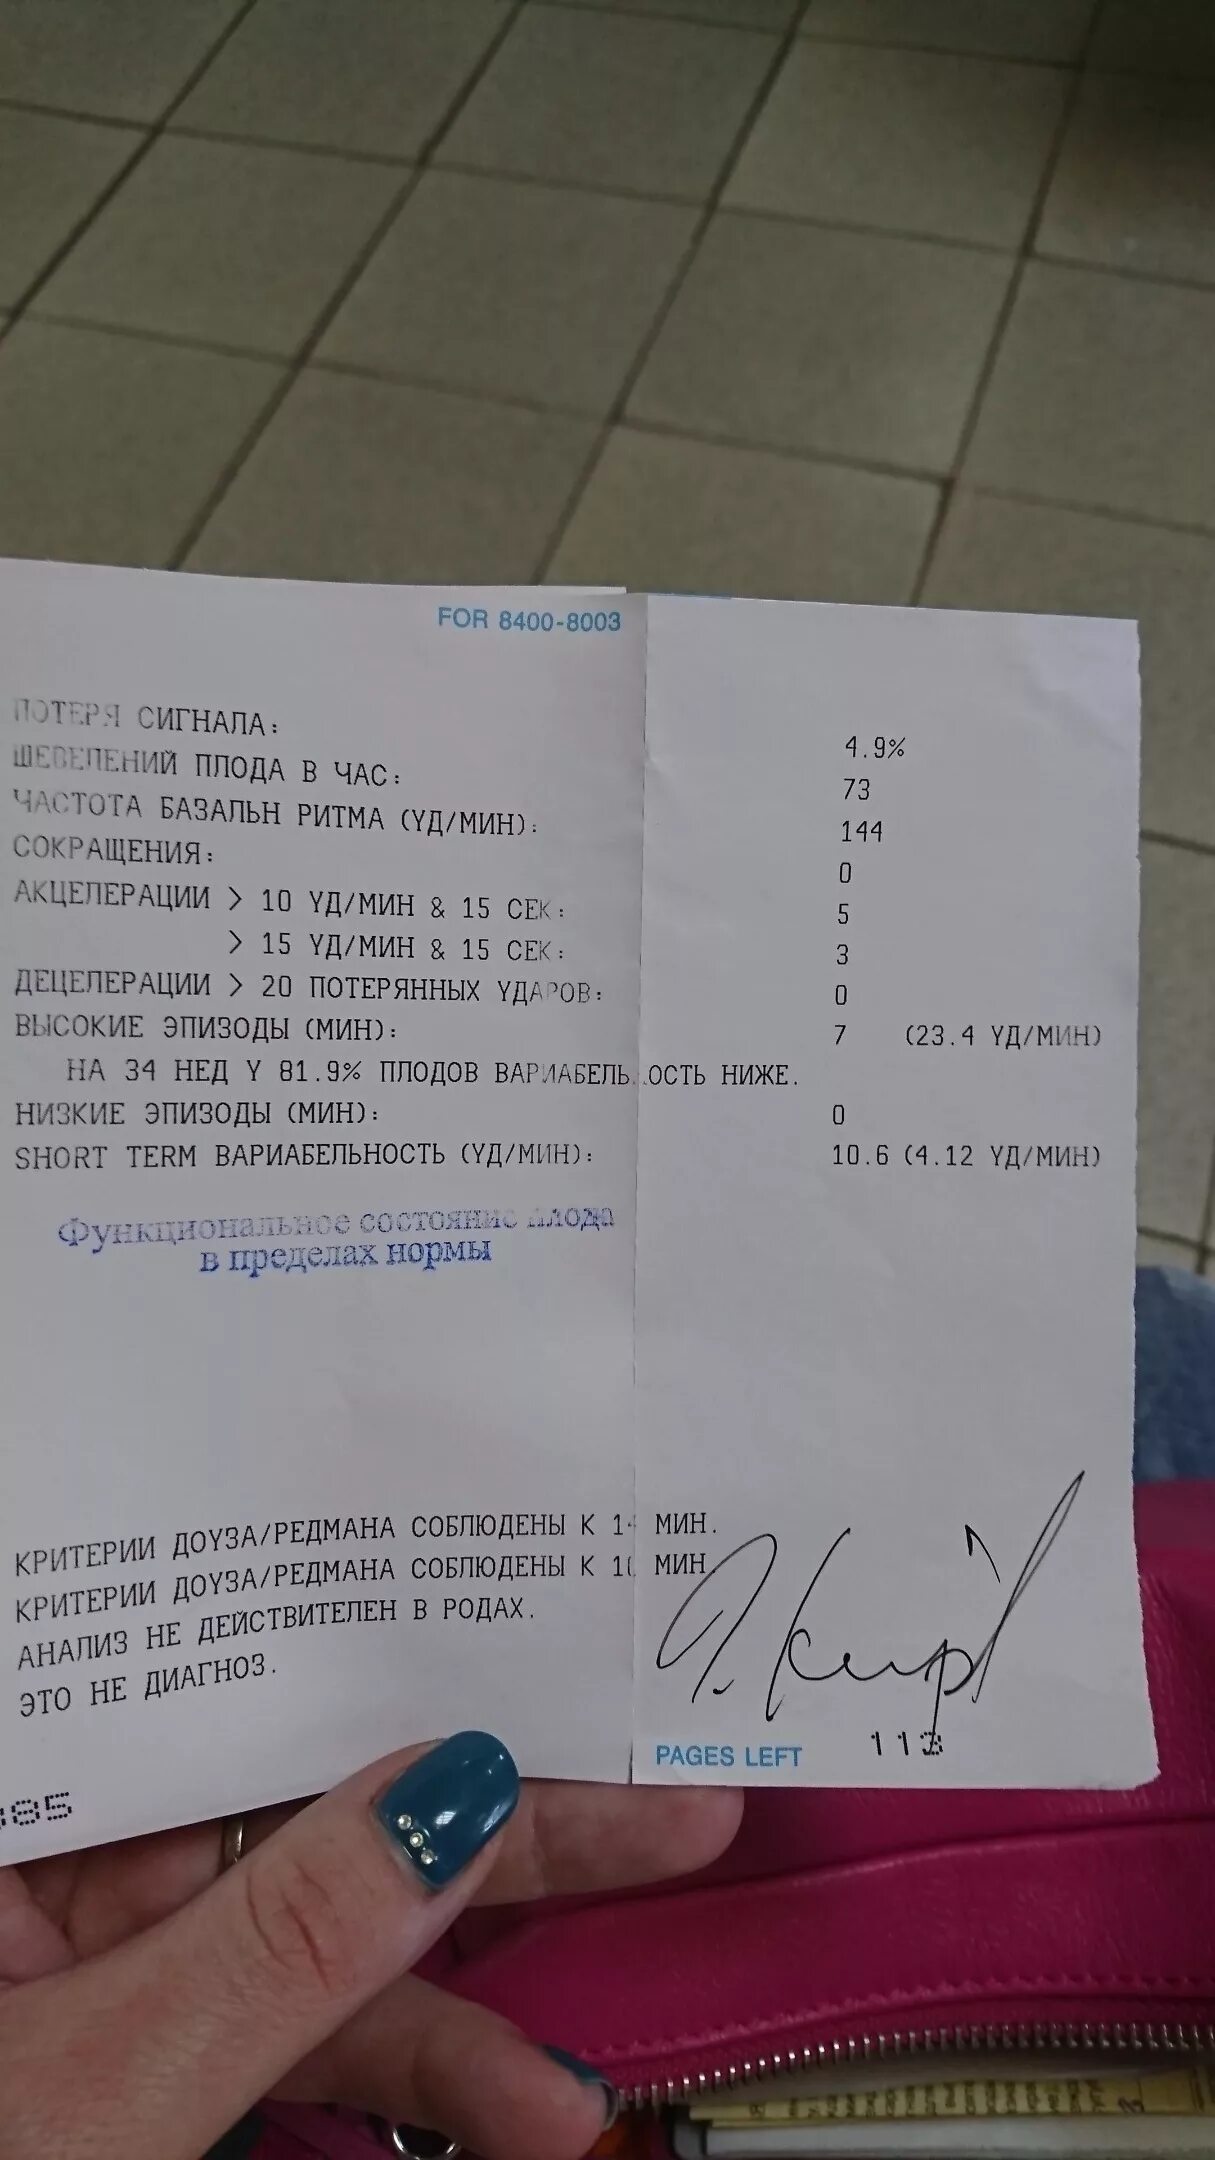 FOR 8400-8003
ПОТЕРЯ СИГНАЛА: 4.9%
ШЕВЕЛЕНИЙ ПЛОДА В ЧАС: 73
ЧАСТОТА БАЗАЛЬН РИТМА (УД/МИН): 144
СОКРАЩЕНИЯ: 0
АКЦЕЛЕРАЦИИ > 10 УД/МИН & 15 СЕК: 5
> 15 УД/МИН & 15 СЕК: 3
ДЕЦЕЛЕРАЦИИ > 20 ПОТЕРЯННЫХ УДАРОВ: 0
ВЫСОКИЕ ЭПИЗОДЫ (МИН): 7 (23.4 УД/МИН)
НА 34 НЕД У 81.9% ПЛОДОВ ВАРИАБЕЛЬНОСТЬ НИЖЕ.
НИЗКИЕ ЭПИЗОДЫ (МИН): 0
SHORT TERM ВАРИАБЕЛЬНОСТЬ (УД/МИН): 10.6 (4.12 УД/МИН)
Функциональное состояние плода
в пределах нормы
КРИТЕРИИ ДОУЗА/РЕДМАНА СОБЛЮДЕНЫ К МИН.
КРИТЕРИИ ДОУЗА/РЕДМАНА СОБЛЮДЕНЫ К МИН
АНАЛИЗ НЕ ДЕЙСТВИТЕЛЕН В РОДАХ.
ЭТО НЕ ДИАГНОЗ.
PAGES LEFT